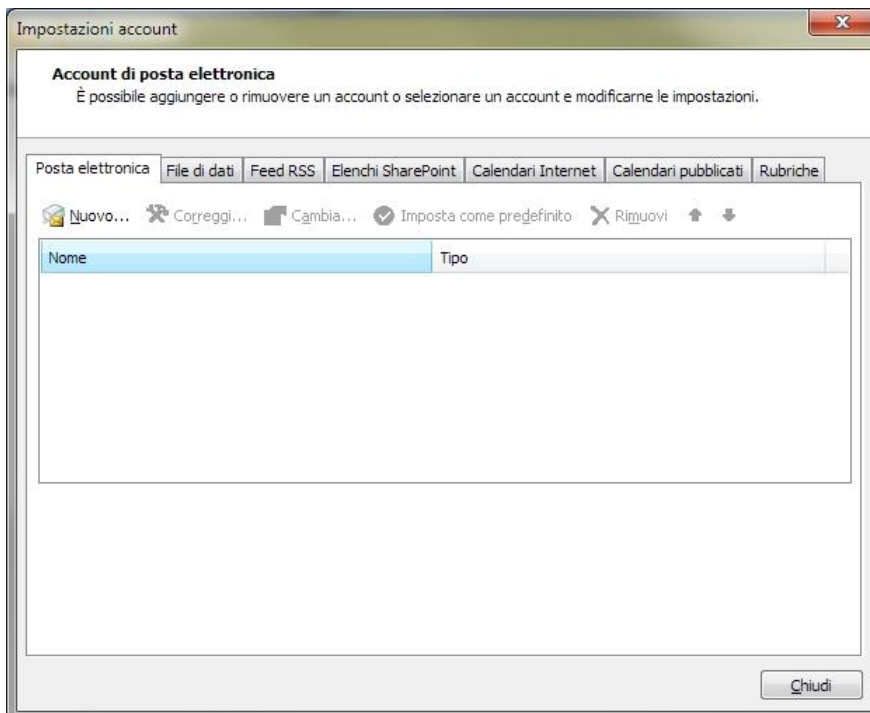 Impostazioni account
Account di posta elettronica
È possibile aggiungere o rimuovere un account o selezionare un account e modificarne le impostazioni.
Posta elettronica File di dati Feed RSS Elenchi SharePoint Calendari Internet Calendari pubblicati Rubriche
Nuovo... Correggi... Cambia... Imposta come predefinito Rimuovi
Nome Tipo
Chiudi